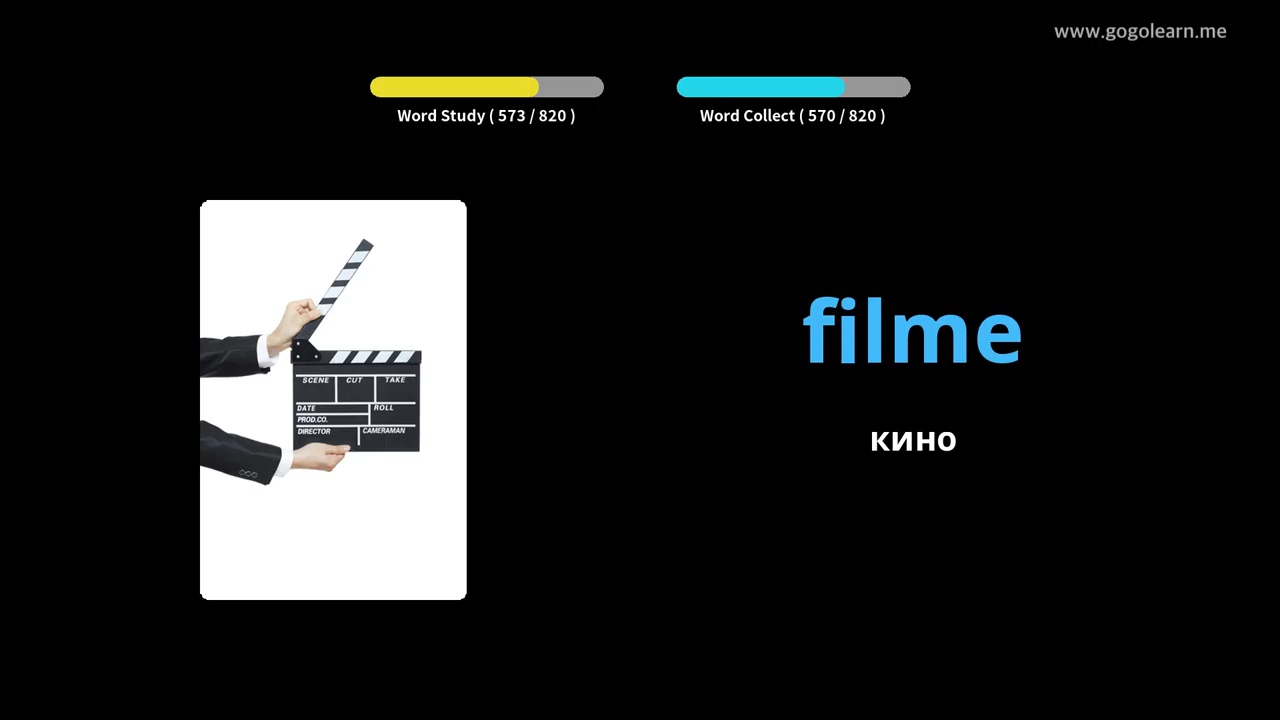 www.gogolearn.me
Word Study ( 573 / 820 )
Word Collect ( 570 / 820 )
SCENE CUT TAKE
DATE ROLL
PROD.CO.
DIRECTOR CAMERAMAN
filme
кино